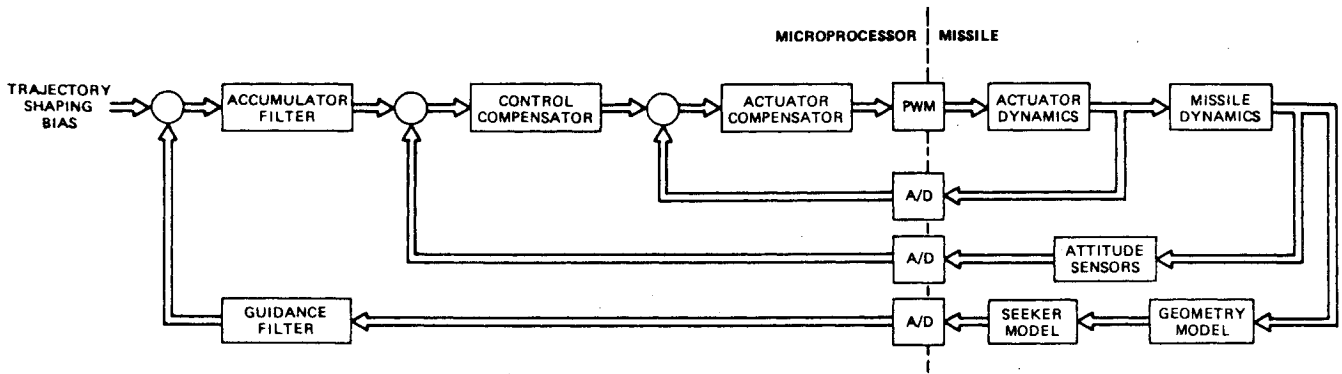 MICROPROCESSOR MISSILE
TRAJECTORY
SHAPING
BIAS
ACCUMULATOR
FILTER
CONTROL
COMPENSATOR
ACTUATOR
COMPENSATOR
PWM
ACTUATOR
DYNAMICS
MISSILE
DYNAMICS
A/D
A/D
ATTITUDE
SENSORS
GUIDANCE
FILTER
A/D
SEEKER
MODEL
GEOMETRY
MODEL